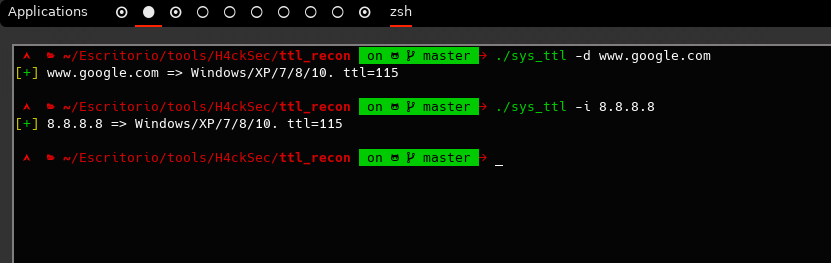 Applications zsh
~/Escritorio/tools/H4ckSec/ttl_recon on master ./sys_ttl -d www.google.com
[+] www.google.com => Windows/XP/7/8/10. ttl=115
~/Escritorio/tools/H4ckSec/ttl_recon on master ./sys_ttl -i 8.8.8.8
[+] 8.8.8.8 => Windows/XP/7/8/10. ttl=115
~/Escritorio/tools/H4ckSec/ttl_recon on master _